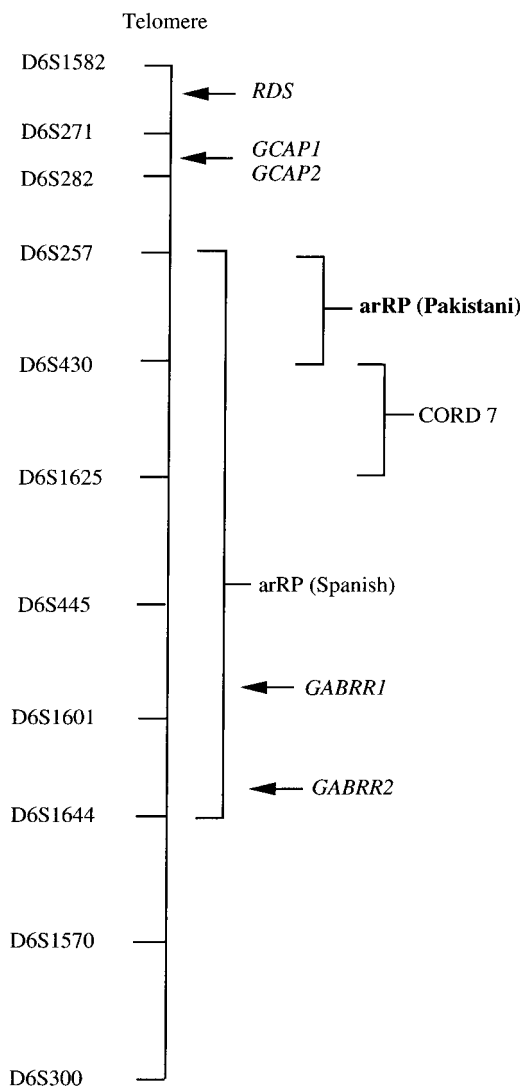 Telomere
D6S1582
RDS
D6S271
GCAP1
GCAP2
D6S282
D6S257
arRP (Pakistani)
D6S430
CORD 7
D6S1625
arRP (Spanish)
D6S445
GABRR1
D6S1601
GABRR2
D6S1644
D6S1570
D6S300